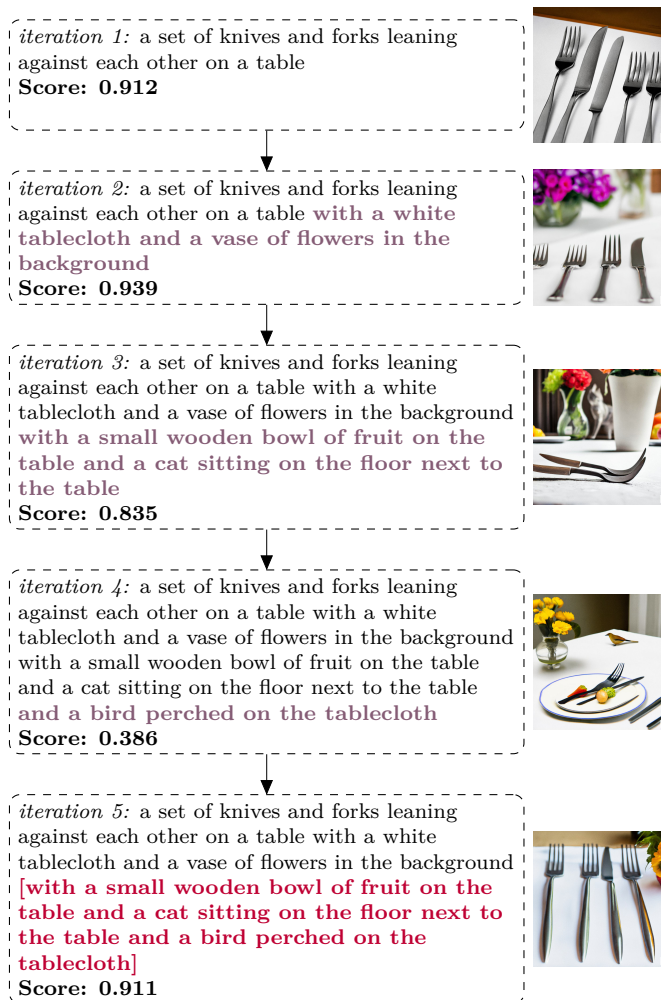 iteration 1: a set of knives and forks leaning
against each other on a table
Score: 0.912
iteration 2: a set of knives and forks leaning
against each other on a table with a white
tablecloth and a vase of flowers in the
background
Score: 0.939
iteration 3: a set of knives and forks leaning
against each other on a table with a white
tablecloth and a vase of flowers in the background
with a small wooden bowl of fruit on the
table and a cat sitting on the floor next to
the table
Score: 0.835
iteration 4: a set of knives and forks leaning
against each other on a table with a white
tablecloth and a vase of flowers in the background
with a small wooden bowl of fruit on the table
and a cat sitting on the floor next to the table
and a bird perched on the tablecloth
Score: 0.386
iteration 5: a set of knives and forks leaning
against each other on a table with a white
tablecloth and a vase of flowers in the background
[with a small wooden bowl of fruit on the
table and a cat sitting on the floor next to
the table and a bird perched on the
tablecloth]
Score: 0.911